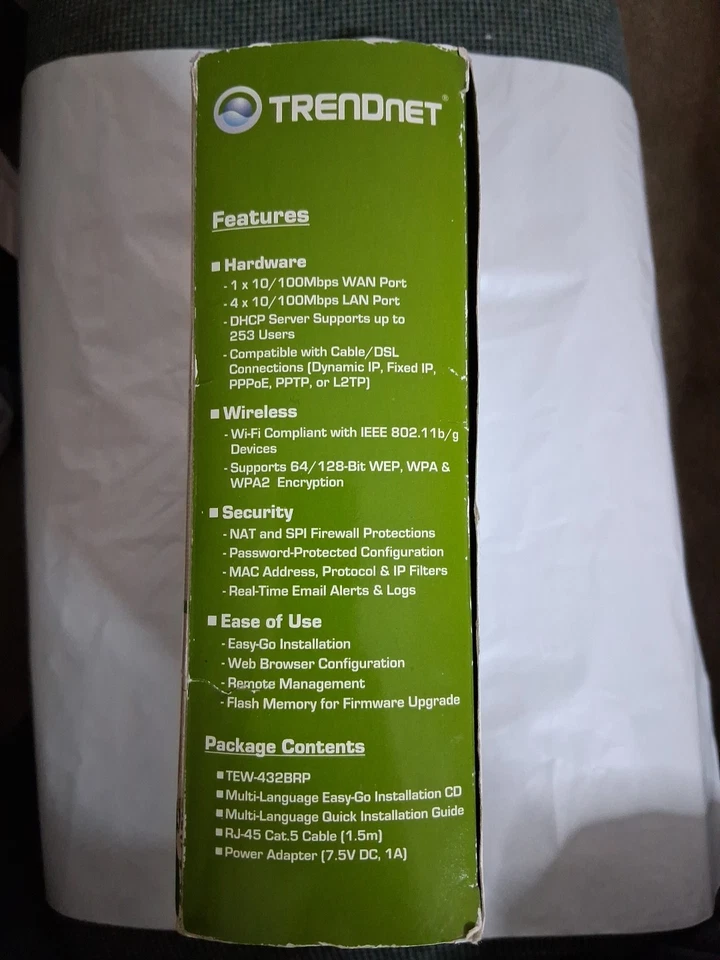 TRENDNET®
Features
■ Hardware
- 1 x 10/100Mbps WAN Port
- 4 x 10/100Mbps LAN Port
- DHCP Server Supports up to
253 Users
- Compatible with Cable/DSL
Connections (Dynamic IP, Fixed IP,
PPPoE, PPTP, or L2TP)
■ Wireless
- Wi-Fi Compliant with IEEE 802.11b/g
Devices
- Supports 64/128-Bit WEP, WPA &
WPA2 Encryption
■ Security
- NAT and SPI Firewall Protections
- Password-Protected Configuration
- MAC Address, Protocol & IP Filters
- Real-Time Email Alerts & Logs
■ Ease of Use
- Easy-Go Installation
- Web Browser Configuration
- Remote Management
- Flash Memory for Firmware Upgrade
Package Contents
■ TEW-432BRP
■ Multi-Language Easy-Go Installation CD
■ Multi-Language Quick Installation Guide
■ RJ-45 Cat.5 Cable (1.5m)
■ Power Adapter (7.5V DC, 1A)